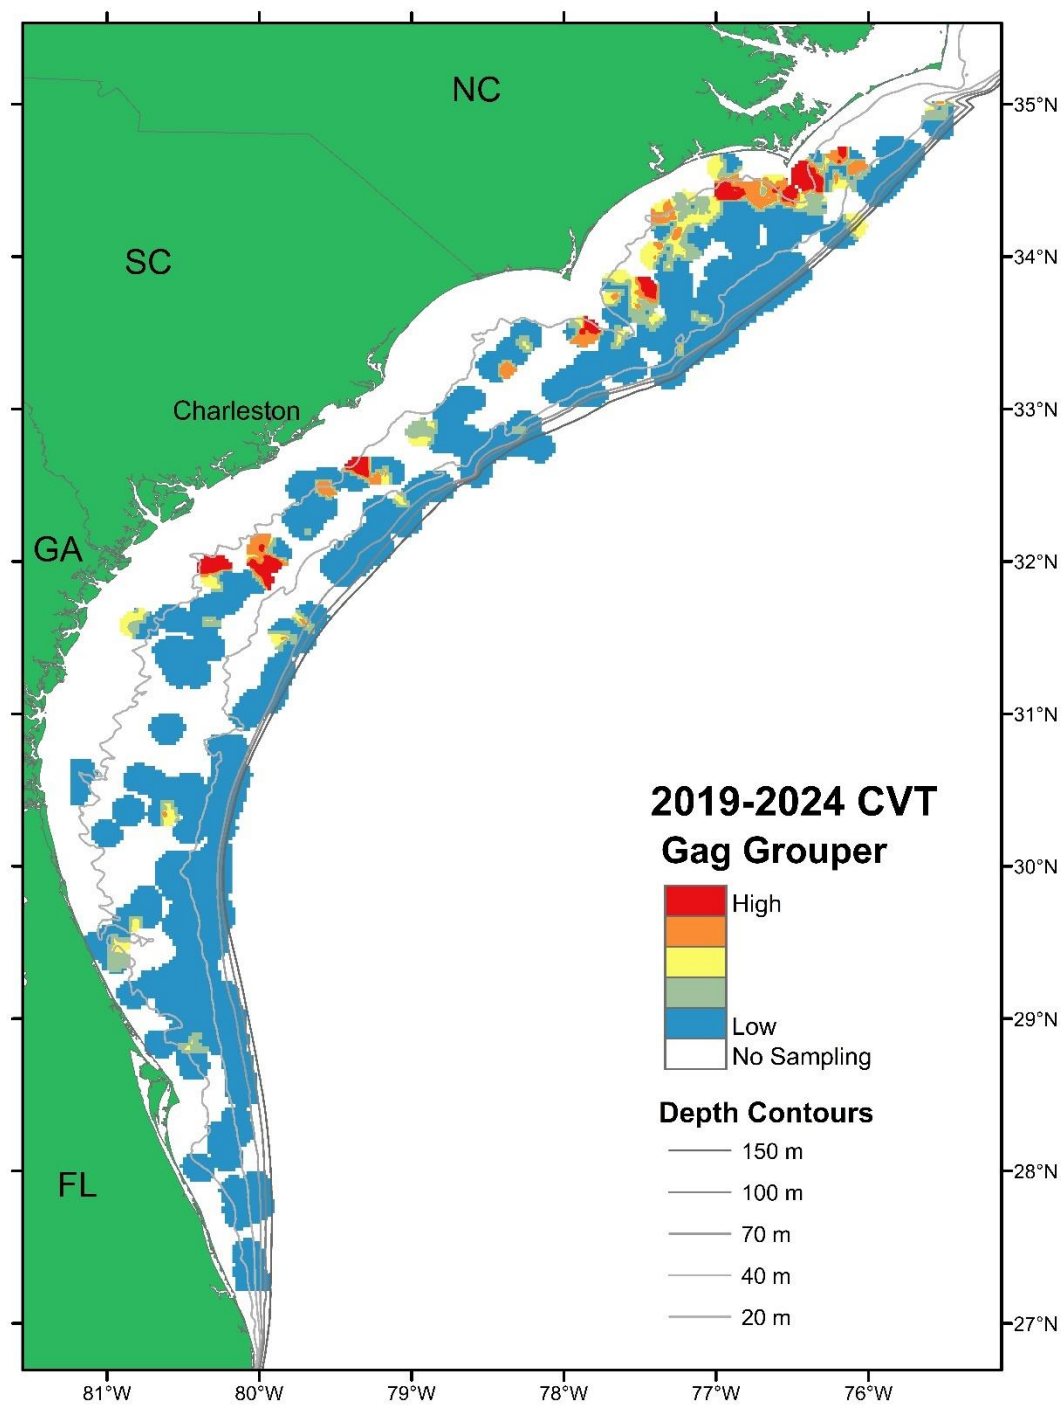 NC
35°N
SC
34°N
Charleston
33°N
GA
32°N
31°N
2019-2024 CVT
Gag Grouper
30°N
High
Low
No Sampling
29°N
Depth Contours
150 m
100 m
70 m
40 m
20 m
28°N
FL
27°N
81°W
80°W
79°W
78°W
77°W
76°W